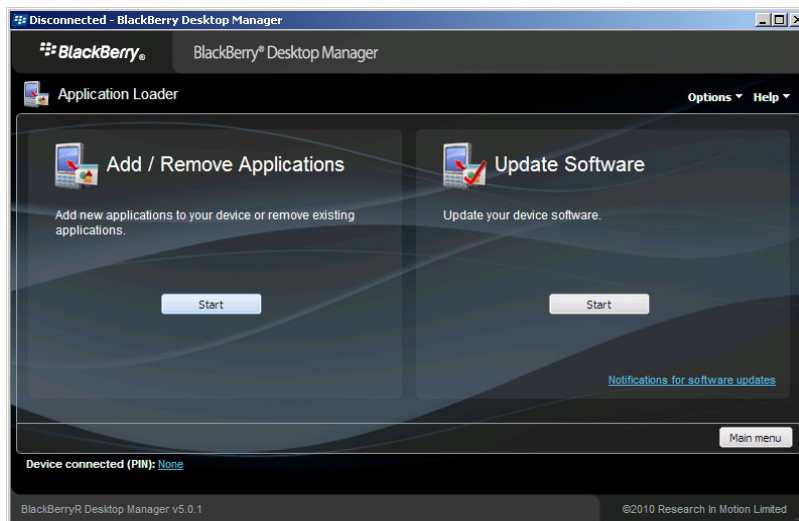 Disconnected - BlackBerry Desktop Manager
BlackBerry® BlackBerry® Desktop Manager
Application Loader Options Help
Add / Remove Applications
Add new applications to your device or remove existing
applications.
Start
Update Software
Update your device software.
Start
Notifications for software updates
Main menu
Device connected (PIN): None
BlackBerryR Desktop Manager v5.0.1 ©2010 Research In Motion Limited